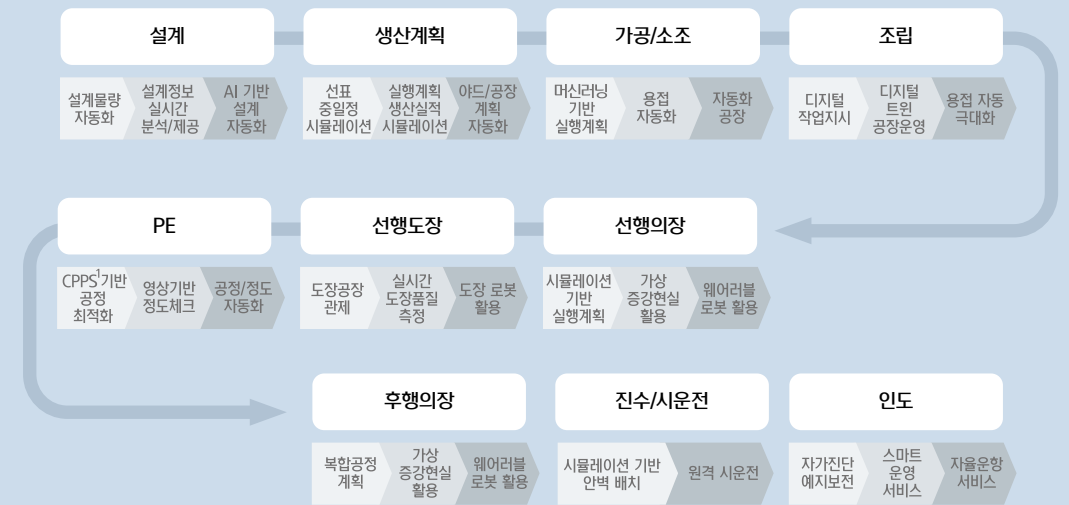 설계
설계물량
자동화
설계정보
실시간
분석/제공
AI 기반
설계
자동화
생산계획
선표
중일정
시뮬레이션
실행계획
생산실적
시뮬레이션
야드/공장
계획
자동화
가공/소조
머신러닝
기반
실행계획
용접
자동화
자동화
공장
조립
디지털
작업지시
디지털
트윈
공장운영
용접 자동
극대화
선행의장
시뮬레이션
기반
실행계획
가상
증강현실
활용
웨어러블
로봇 활용
선행도장
도장공장
관제
실시간
도장품질
측정
도장 로봇
활용
PE
CPPS¹기반
공정
최적화
영상기반
정도체크
공정/정도
자동화
후행의장
복합공정
계획
가상
증강현실
활용
웨어러블
로봇 활용
진수/시운전
시뮬레이션 기반
안벽 배치
원격 시운전
인도
자가진단
예지보전
스마트
운영
서비스
자율운항
서비스